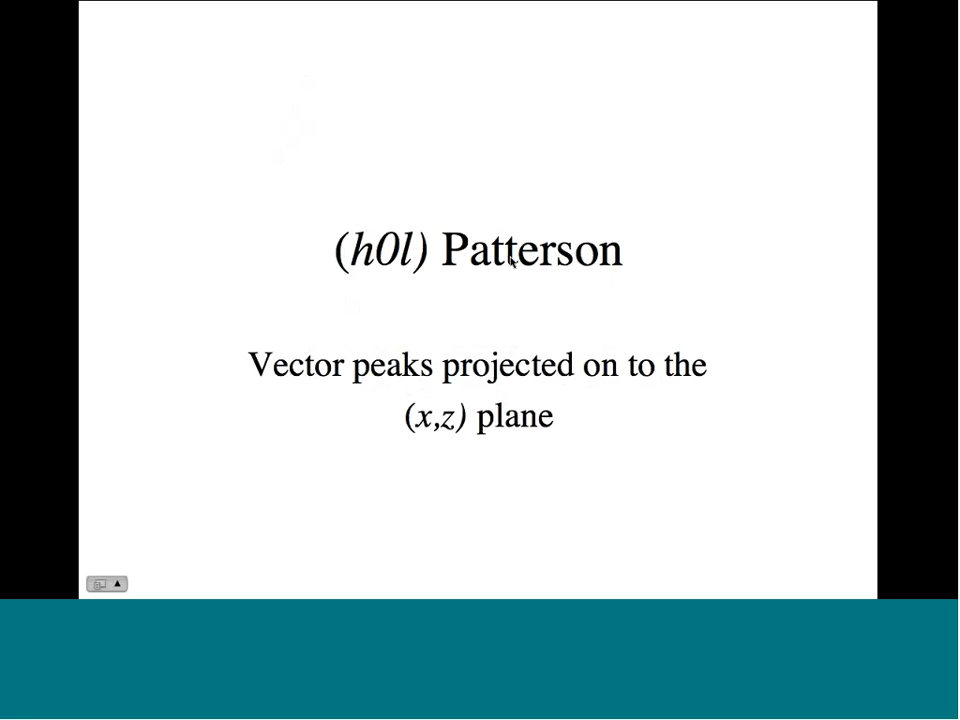 (h0l) Patterson
Vector peaks projected on to the
(x,z) plane